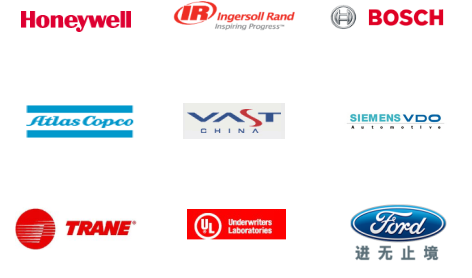 Honeywell
IR Ingersoll Rand
Inspiring Progress™
BOSCH
Atlas Copco
VAST
CHINA
SIEMENS VDO
Automotive
TRANE®
UL Underwriters
Laboratories
Ford
进无止境